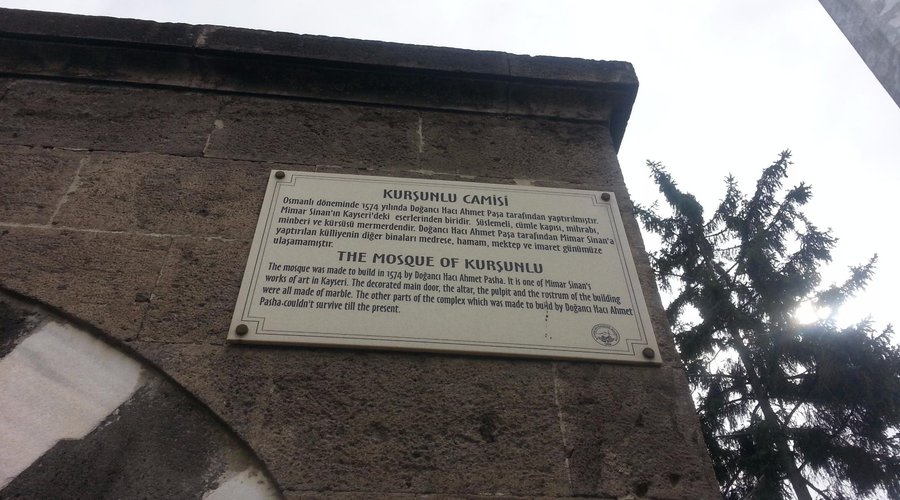 KURŞUNLU CAMİSİ
Osmanlı döneminde 1574 yılında Doğancı Hacı Ahmet Paşa tarafından yaptırılmıştır.
Mimar Sinan'ın Kayseri'deki eserlerinden biridir. Süslemeli, cümle kapısı, mihrabı,
minberi ve kürsüsü mermerdendir. Doğancı Hacı Ahmet Paşa tarafından Mimar Sinan'a
yaptırılan külliyenin diğer binaları medrese, hamam, mektep ve imaret günümüze
ulaşamamıştır.
THE MOSQUE OF KURŞUNLU
The mosque was made to build in 1574 by Doğancı Hacı Ahmet Pasha. It is one of Mimar Sinan's
works of art in Kayseri. The decorated main door, the altar, the pulpit and the rostrum of the building
were all made of marble. The other parts of the complex which was made to build by Doğancı Hacı Ahmet
Pasha couldn't survive till the present.